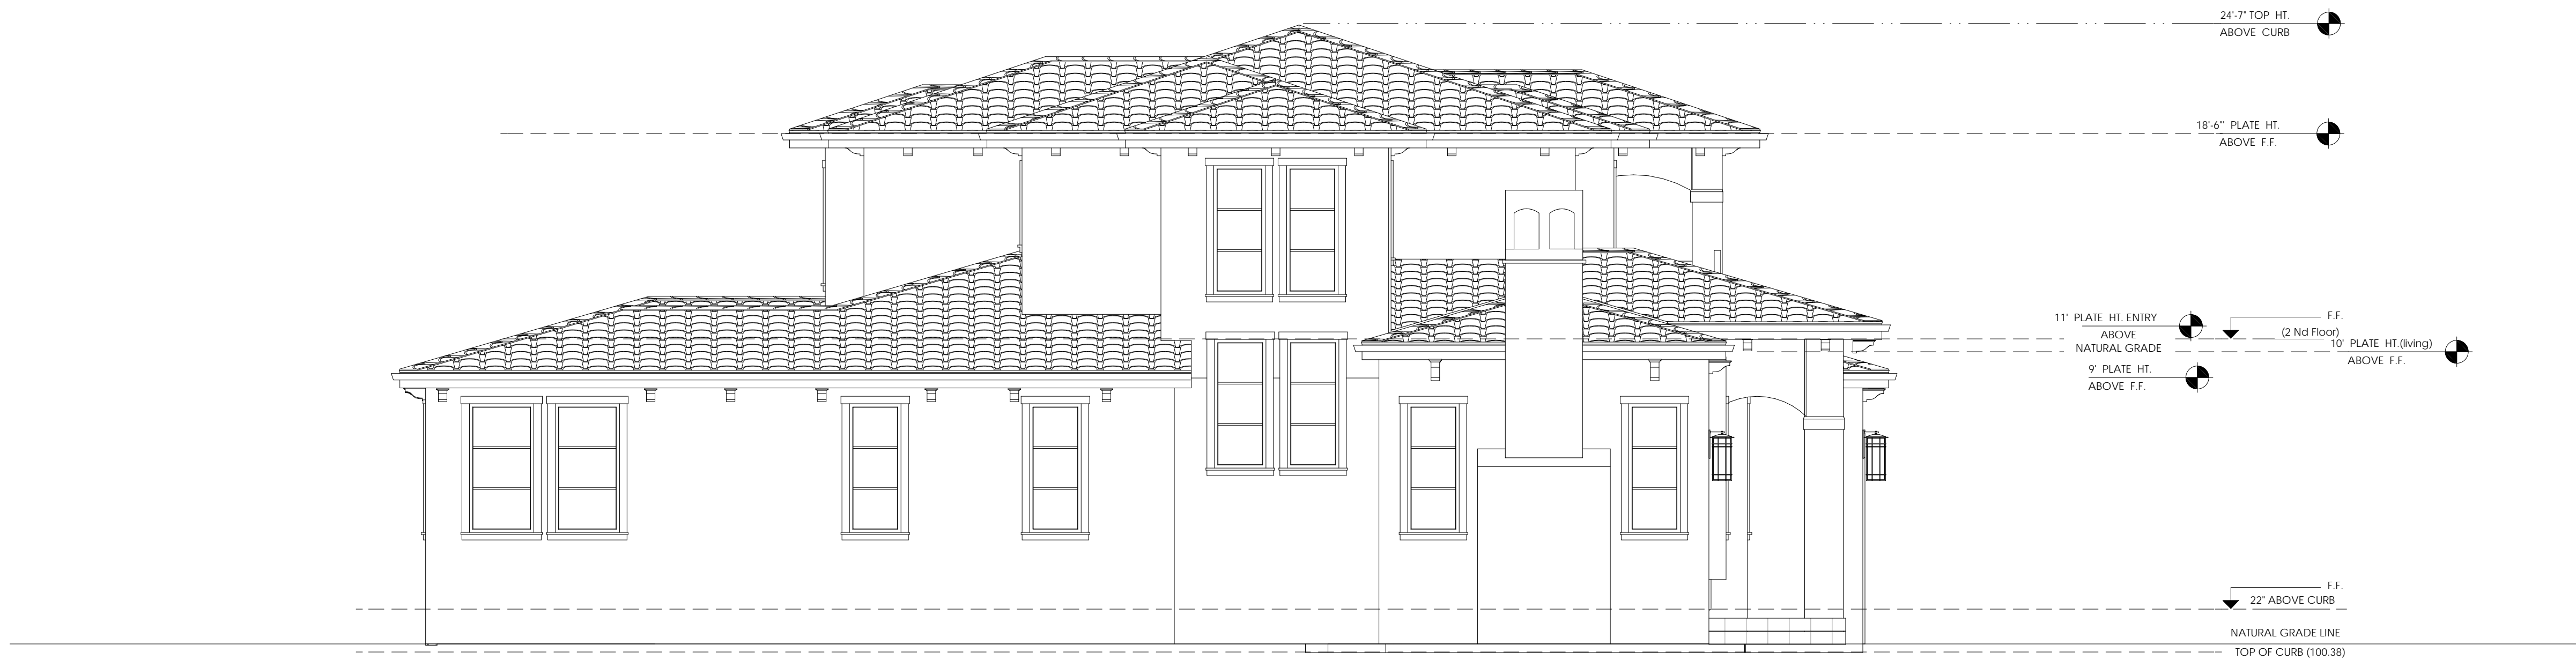 24'-7" TOP HT.
ABOVE CURB
18'-6"' PLATE HT.
ABOVE F.F.
11' PLATE HT. ENTRY
ABOVE
NATURAL GRADE
F.F.
(2 Nd Floor)
10' PLATE HT.(living)
ABOVE F.F.
9' PLATE HT.
ABOVE F.F.
F.F.
22" ABOVE CURB
NATURAL GRADE LINE
TOP OF CURB (100.38)